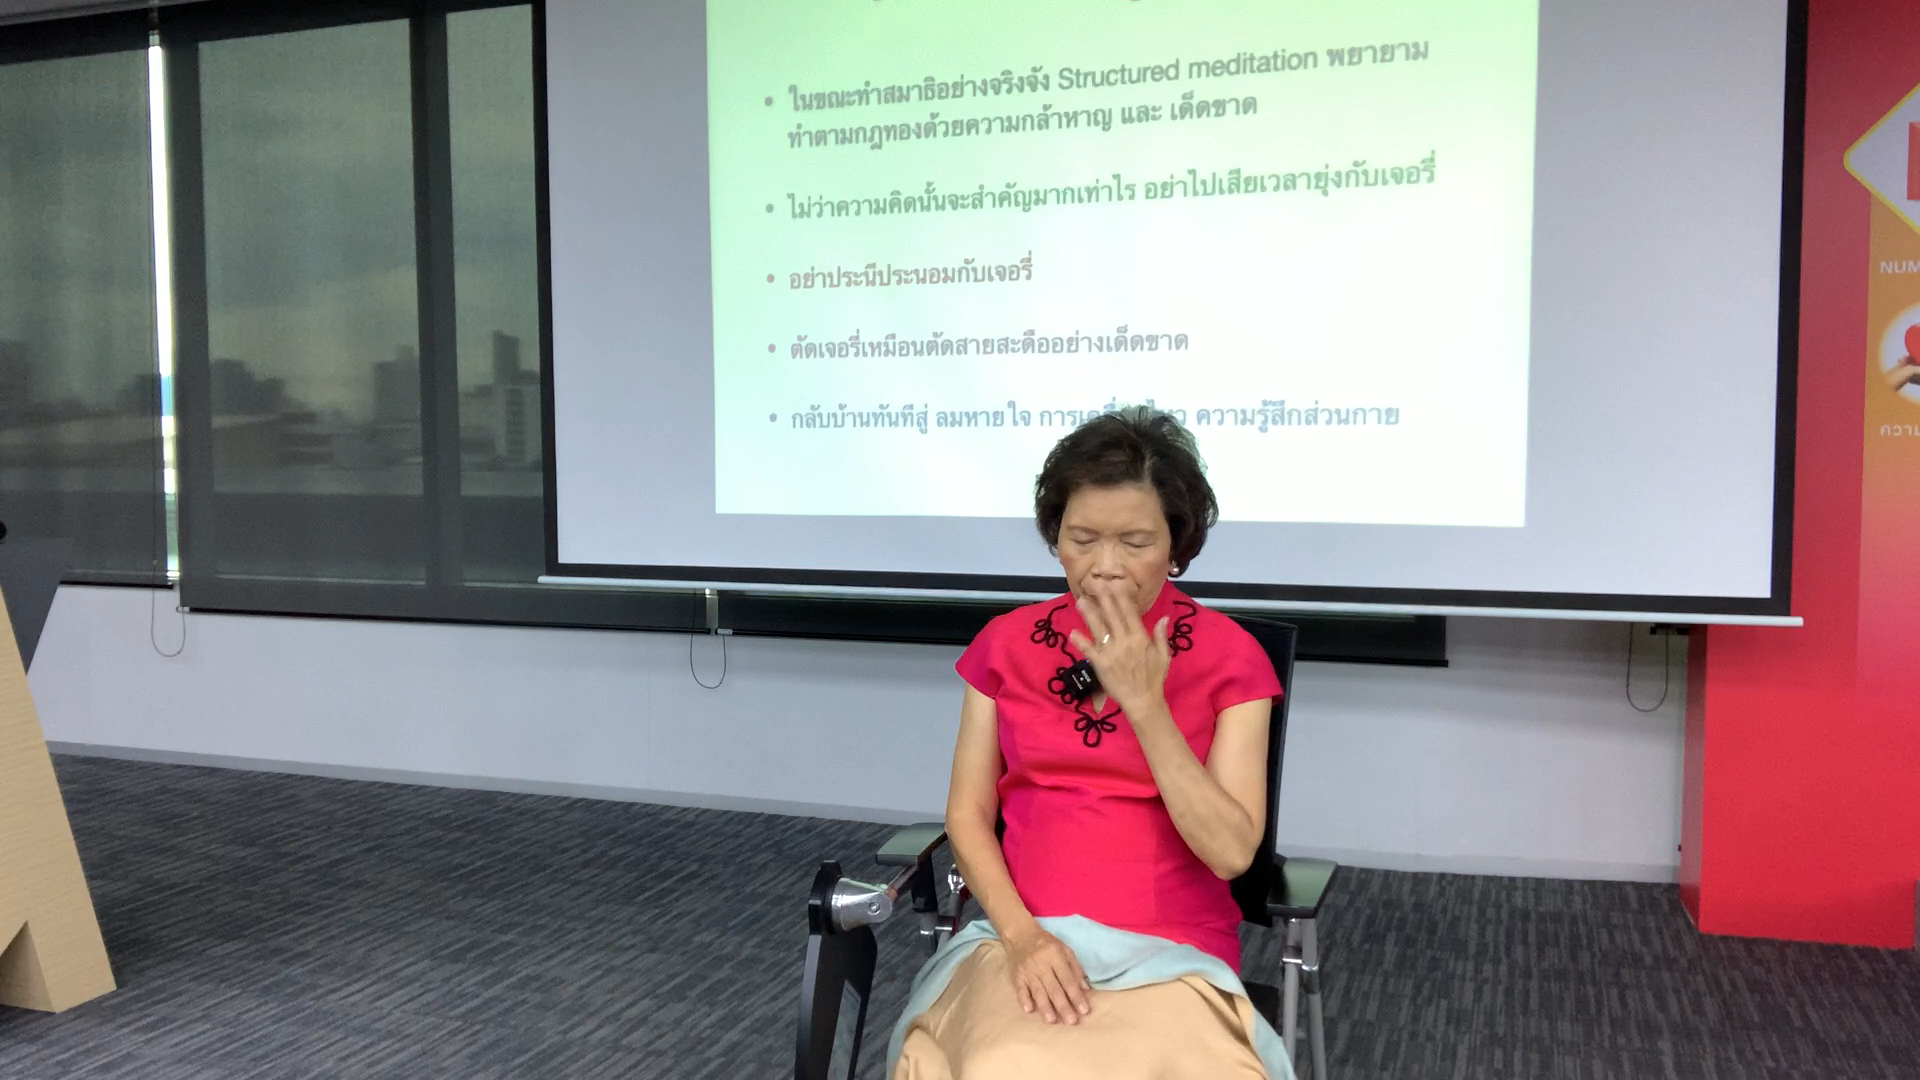 • ในขณะทำสมาธิอย่างจริงจัง Structured meditation พยายาม
ทำตามกฎทองด้วยความกล้าหาญ และ เด็ดขาด
• ไม่ว่าความคิดนั้นจะสำคัญมากเท่าไร อย่าไปเสียเวลายุ่งกับเจอรี่
• อย่าประนีประนอมกับเจอรี่
• ตัดเจอรี่เหมือนตัดสายสะดืออย่างเด็ดขาด
• กลับบ้านทันทีสู่ ลมหายใจ ความรู้สึกส่วนกาย
NUM
ความ